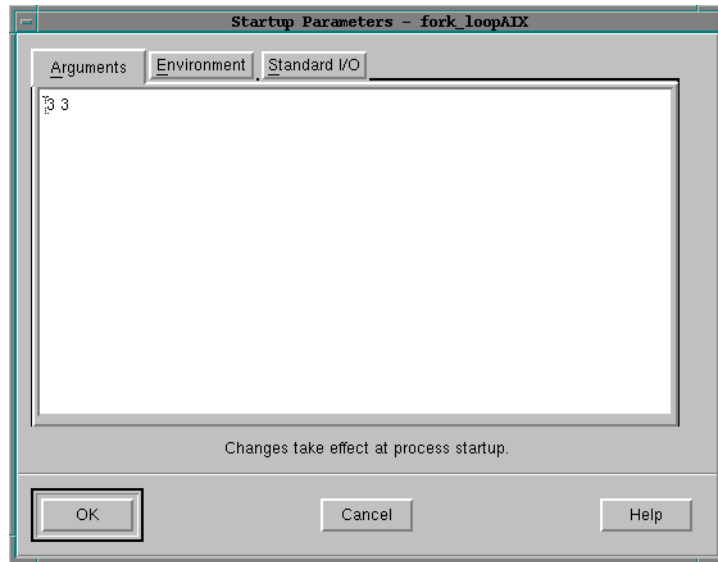 Startup Parameters - fork_loopAIX
Arguments Environment Standard I/O
3 3
Changes take effect at process startup.
OK Cancel Help